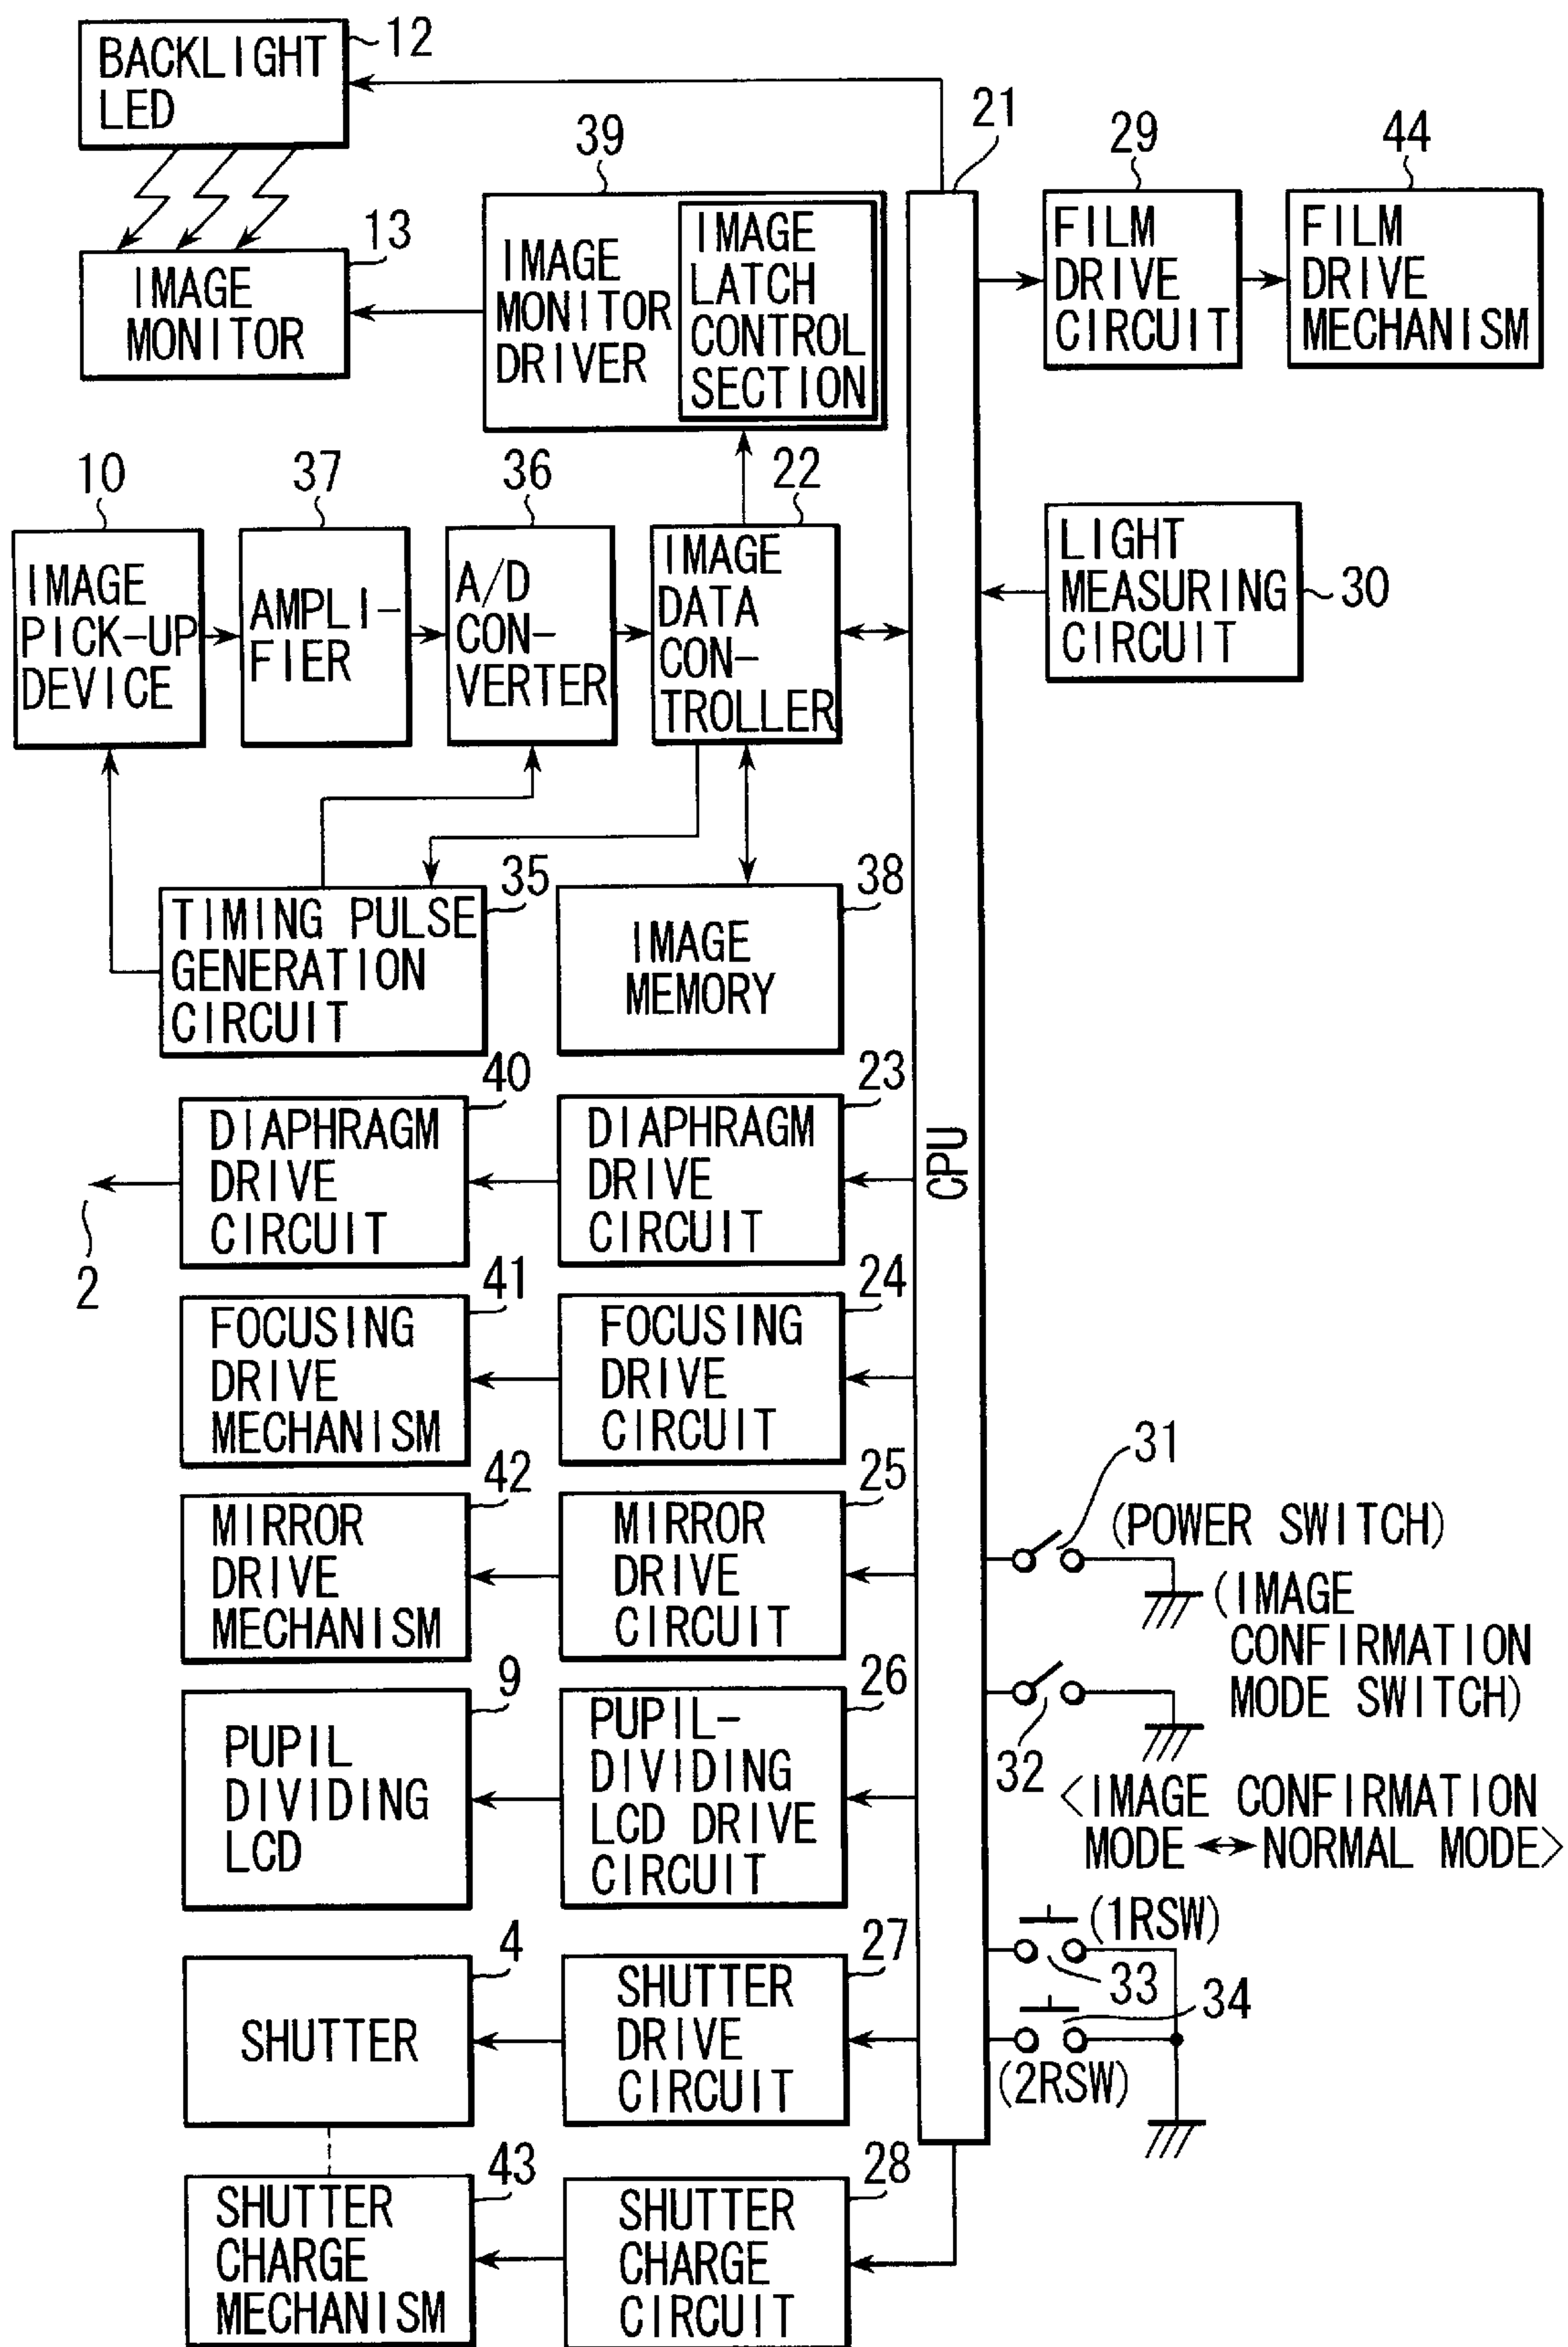 BACKLIGHT
LED
12
21
39
29
44
13
IMAGE
MONITOR
IMAGE
MONITOR
DRIVER
IMAGE
LATCH
CONTROL
SECTION
FILM
DRIVE
CIRCUIT
FILM
DRIVE
MECHANISM
10
37
36
22
IMAGE
PICK-UP
DEVICE
AMPLI-
FIER
A/D
CON-
VERTER
IMAGE
DATA
CON-
TROLLER
LIGHT
MEASURING
CIRCUIT
30
35
38
TIMING PULSE
GENERATION
CIRCUIT
IMAGE
MEMORY
CPU
40
23
DIAPHRAGM
DRIVE
CIRCUIT
DIAPHRAGM
DRIVE
CIRCUIT
2
41
24
FOCUSING
DRIVE
MECHANISM
FOCUSING
DRIVE
CIRCUIT
42
25
MIRROR
DRIVE
MECHANISM
MIRROR
DRIVE
CIRCUIT
31
(POWER SWITCH)
(IMAGE
CONFIRMATION
MODE SWITCH)
32
<IMAGE CONFIRMATION
MODE ↔ NORMAL MODE>
9
26
PUPIL
DIVIDING
LCD
PUPIL-
DIVIDING
LCD DRIVE
CIRCUIT
(1RSW)
33
34
(2RSW)
4
27
SHUTTER
SHUTTER
DRIVE
CIRCUIT
43
28
SHUTTER
CHARGE
MECHANISM
SHUTTER
CHARGE
CIRCUIT